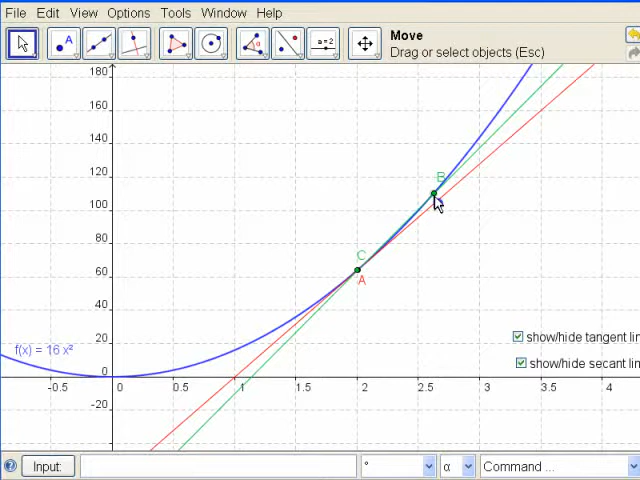 File Edit View Options Tools Window Help
A
α
a=2
Move
Drag or select objects (Esc)
180
160
140
120
100
80
60
40
20
0
-20
B
C
A
f(x) = 16 x²
show/hide tangent lin
show/hide secant lin
-0.5 0 0.5 1 1.5 2 2.5 3 3.5 4
Input: ° α Command ...